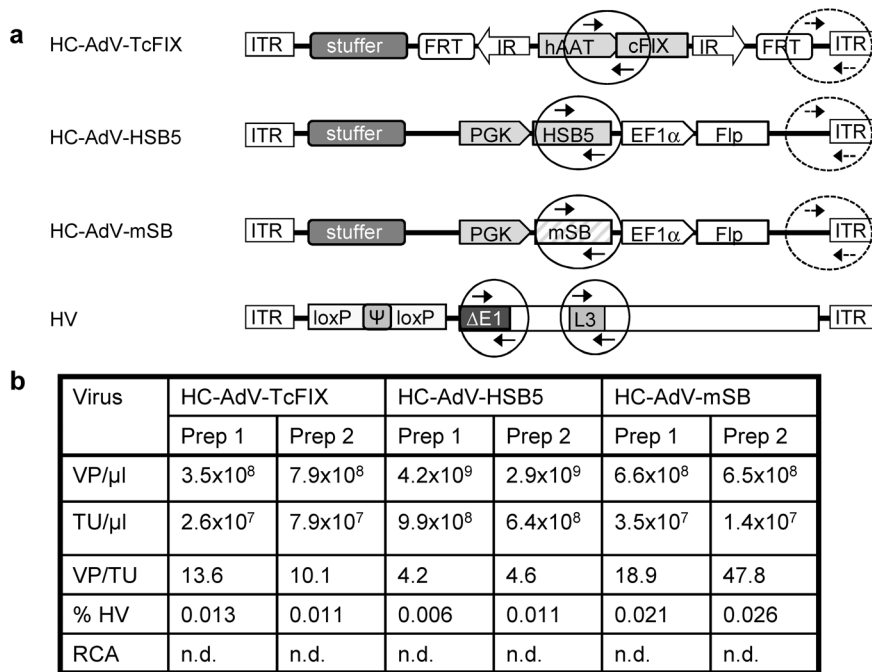 a
HC-AdV-TcFIX
ITR stuffer FRT IR hAAT cFIX IR FRT ITR
HC-AdV-HSB5
ITR stuffer PGK HSB5 EF1α Flp ITR
HC-AdV-mSB
ITR stuffer PGK mSB EF1α Flp ITR
HV
ITR loxP Ψ loxP ΔE1 L3 ITR
b
Virus HC-AdV-TcFIX HC-AdV-HSB5 HC-AdV-mSB
Prep 1 Prep 2 Prep 1 Prep 2 Prep 1 Prep 2
VP/µl 3.5x10⁸ 7.9x10⁸ 4.2x10⁹ 2.9x10⁹ 6.6x10⁸ 6.5x10⁸
TU/µl 2.6x10⁷ 7.9x10⁷ 9.9x10⁸ 6.4x10⁸ 3.5x10⁷ 1.4x10⁷
VP/TU 13.6 10.1 4.2 4.6 18.9 47.8
% HV 0.013 0.011 0.006 0.011 0.021 0.026
RCA n.d. n.d. n.d. n.d. n.d. n.d.